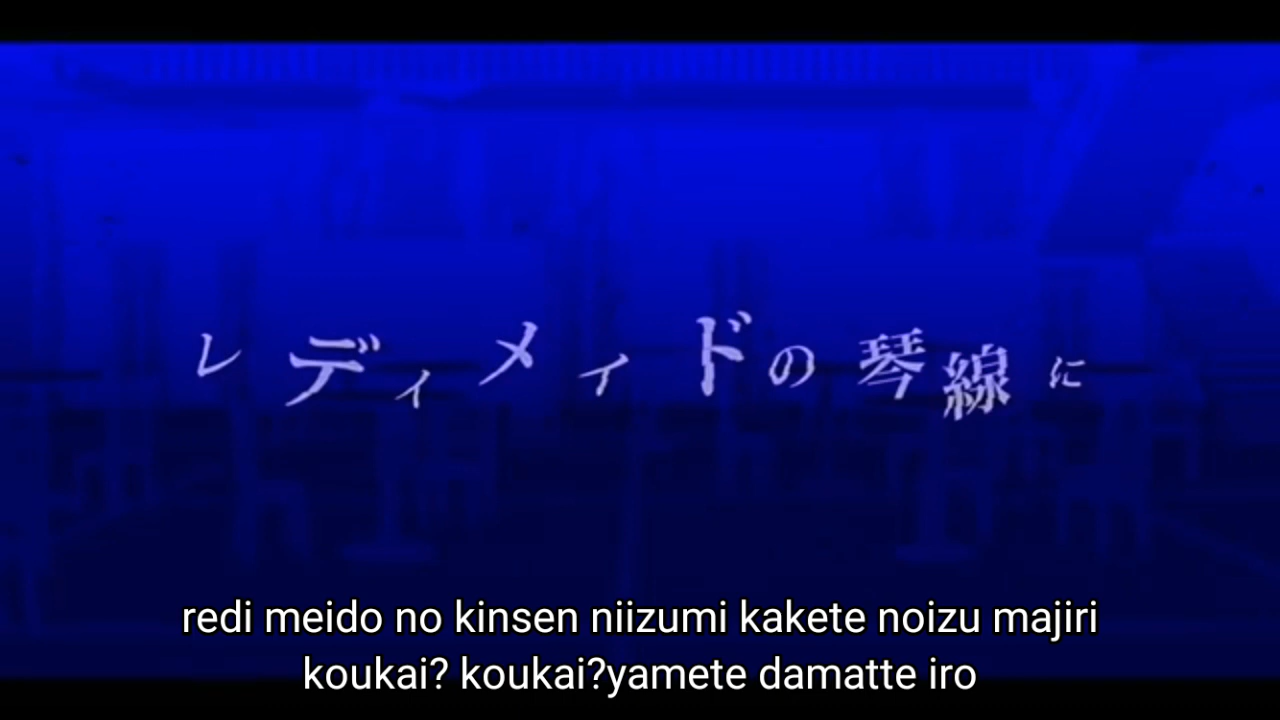 レディメイドの琴線に
redi meido no kinsen niizumi kakete noizu majiri
koukai? koukai?yamete damatte iro